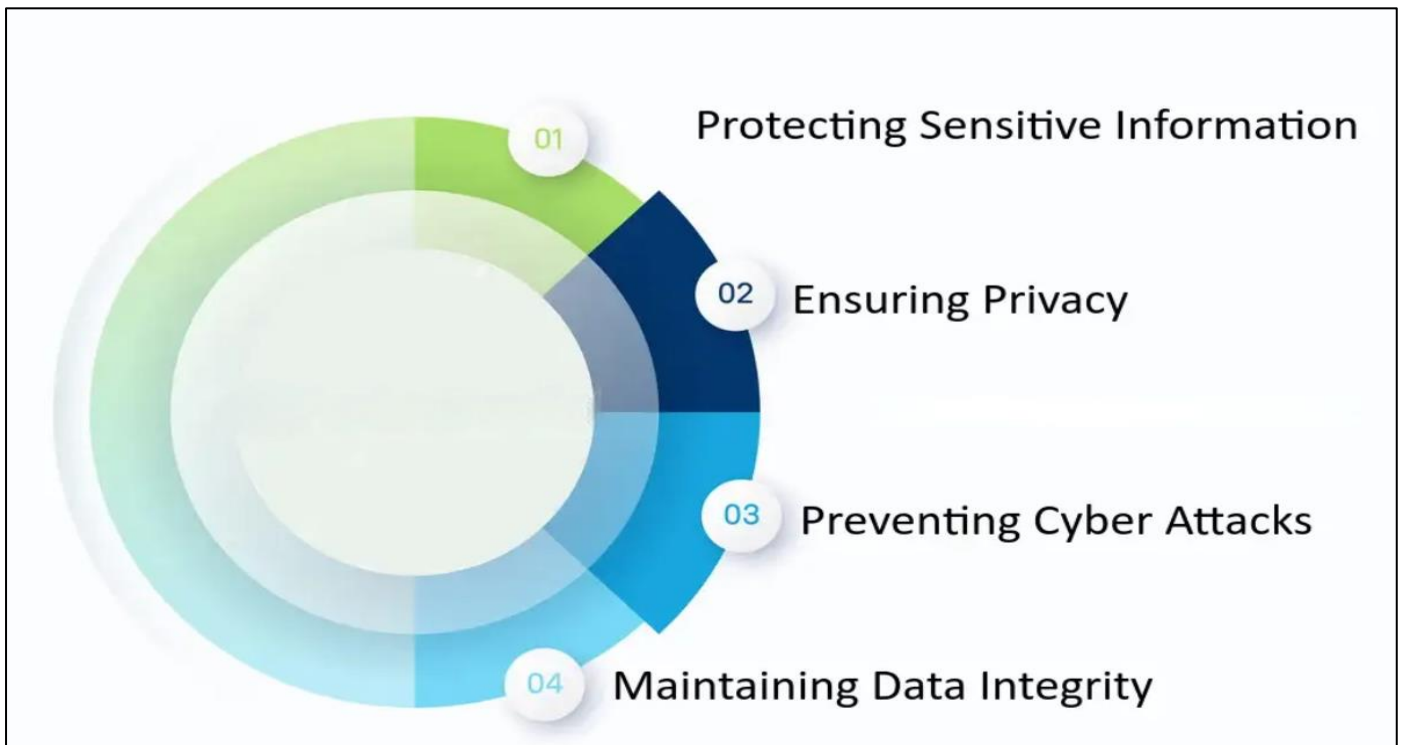 01 Protecting Sensitive Information
02 Ensuring Privacy
03 Preventing Cyber Attacks
04 Maintaining Data Integrity